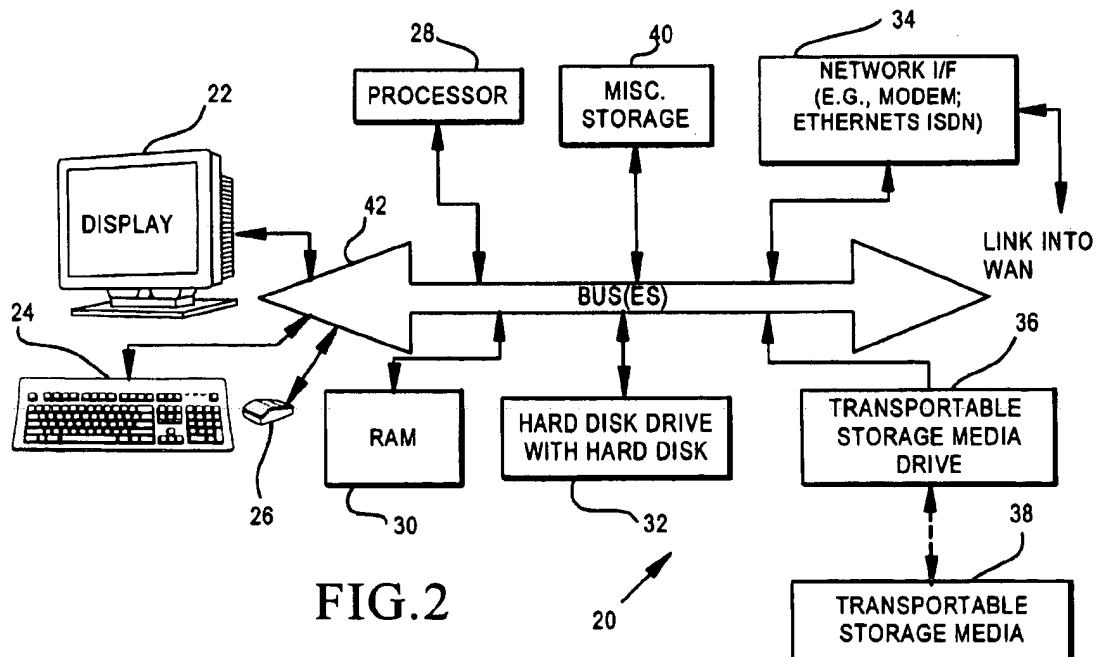 28
40
34
PROCESSOR
MISC.
STORAGE
NETWORK I/F
(E.G., MODEM;
ETHERNETS ISDN)
22
DISPLAY
42
LINK INTO
WAN
BUS(ES)
24
36
26
RAM
30
HARD DISK DRIVE
WITH HARD DISK
32
TRANSPORTABLE
STORAGE MEDIA
DRIVE
38
FIG.2
20
TRANSPORTABLE
STORAGE MEDIA